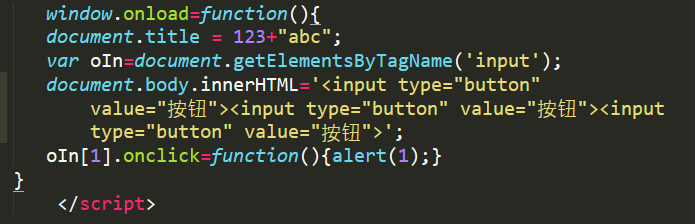 window.onload=function(){
document.title = 123+"abc";
var oIn=document.getElementsByTagName('input');
document.body.innerHTML='<input type="button"
value="按钮"><input type="button" value="按钮"><input
type="button" value="按钮">';
oIn[1].onclick=function(){alert(1);}
}
</script>